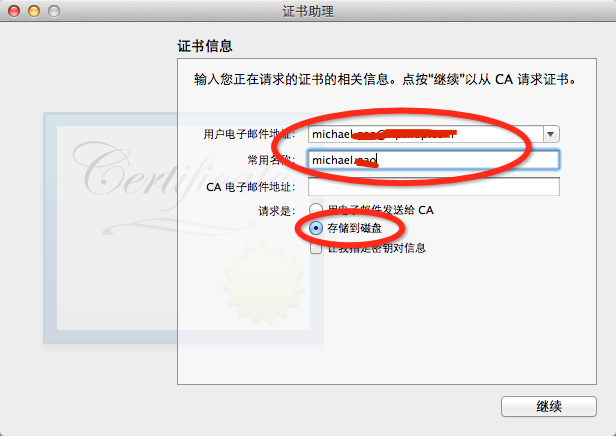 证书助理
证书信息
输入您正在请求的证书的相关信息。点按“继续”以从 CA 请求证书。
Certificate
用户电子邮件地址: michael
常用名称: michael
CA 电子邮件地址:
请求是: 用电子邮件发送给 CA
存储到磁盘
让我指定密钥对信息
继续